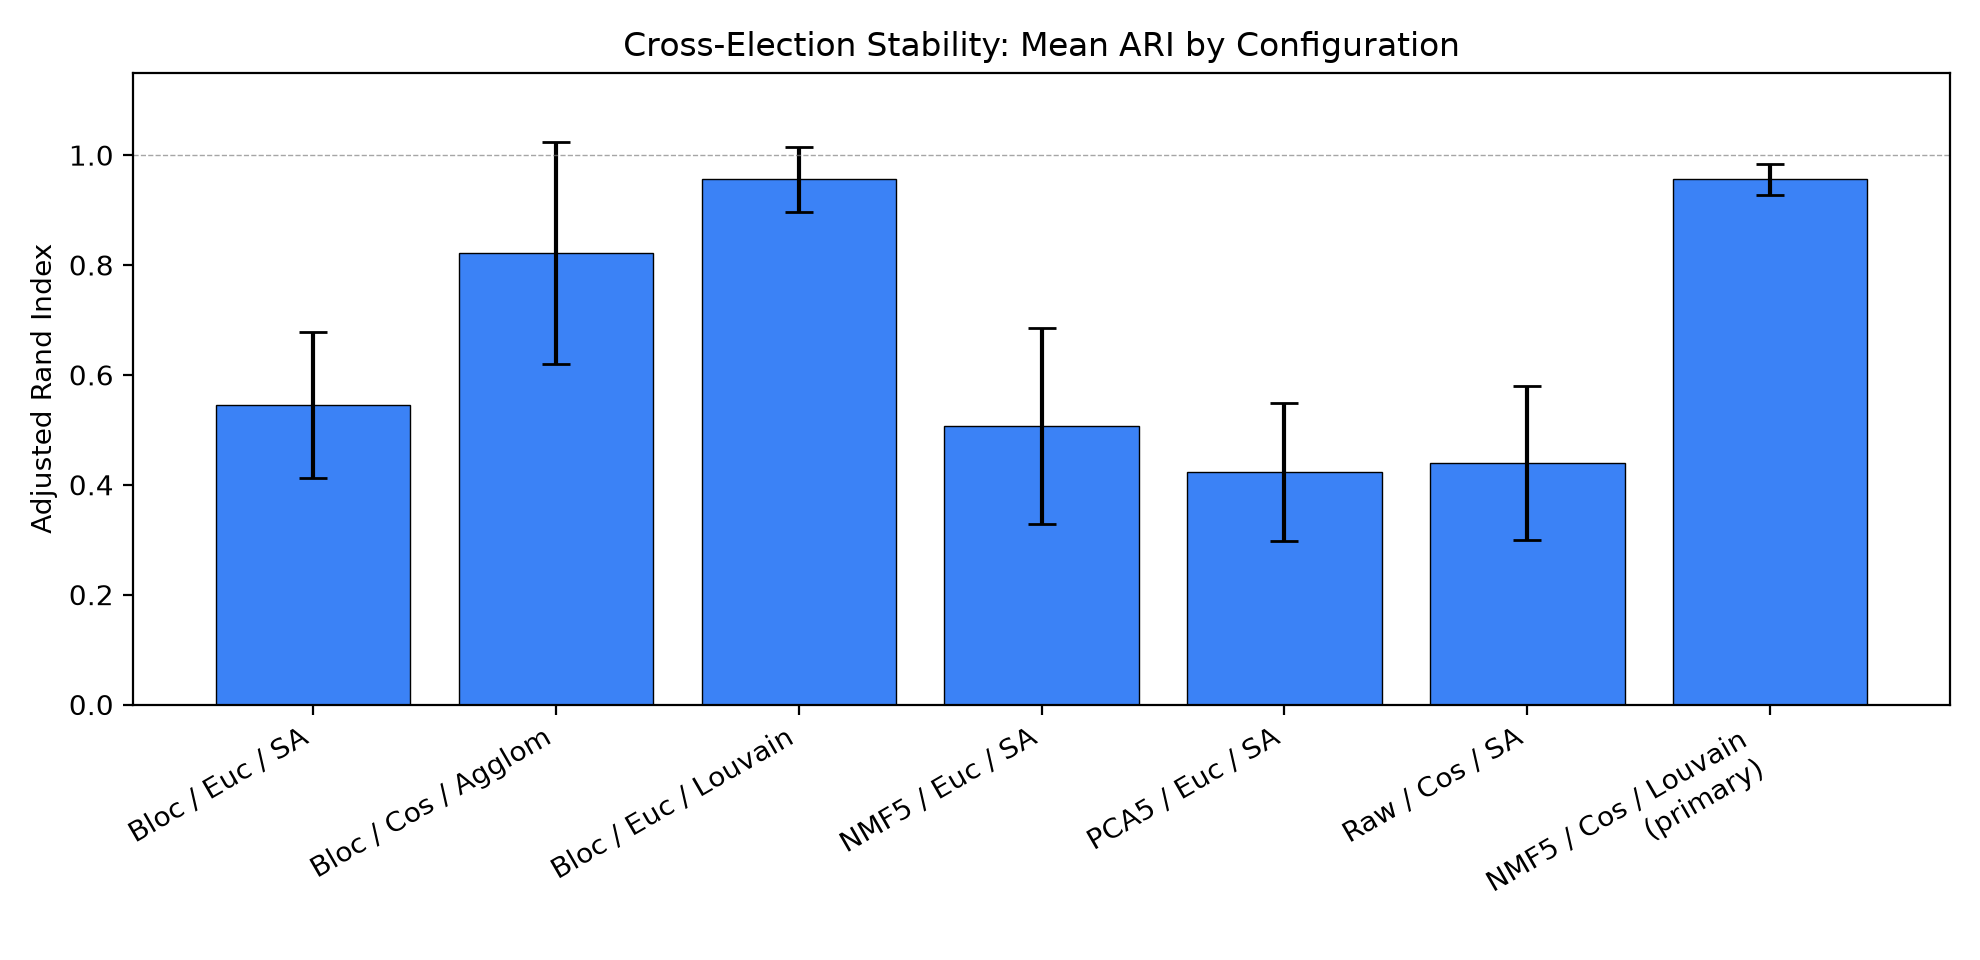 Cross-Election Stability: Mean ARI by Configuration
Adjusted Rand Index
1.0
0.8
0.6
0.4
0.2
0.0
Bloc / Euc / SA
Bloc / Cos / Agglom
Bloc / Euc / Louvain
NMF5 / Euc / SA
PCA5 / Euc / SA
Raw / Cos / SA
NMF5 / Cos / Louvain
(primary)